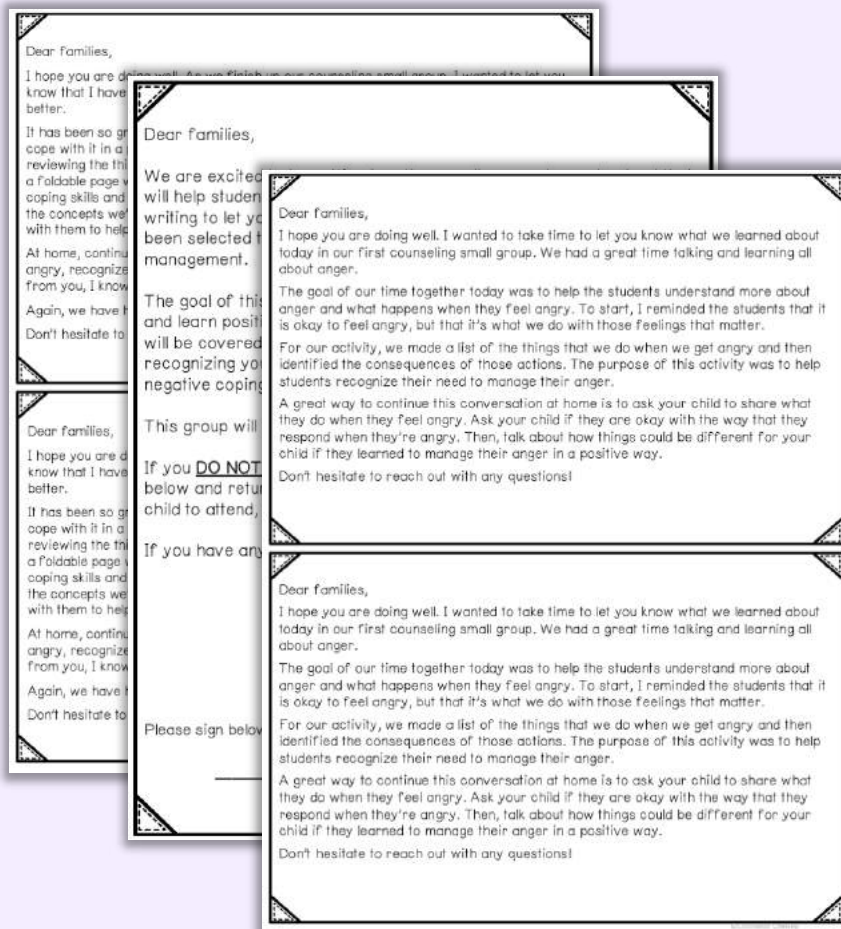 Dear families,
I hope you are doing well. As we finish up our counseling small group, I wanted to let you
know that I have
better.
It has been so gr
cope with it in a
reviewing the thi
a foldable page
coping skills and
the concepts we'
with them to help
At home, continu
angry, recognize
from you, I know
Again, we have
Don't hesitate to
Dear families,
I hope you are d
know that I have
better.
It has been so gr
cope with it in a
reviewing the thi
a foldable page
coping skills and
the concepts we
with them to help
At home, continu
angry, recognize
from you, I know
Again, we have
Don't hesitate to
Dear families,
We are excited
will help studen
writing to let yo
been selected t
management.
The goal of this
and learn positi
will be covered
recognizing you
negative coping
This group will
If you DO NOT
below and retur
child to attend,
If you have any
Please sign below
Dear families,
I hope you are doing well. I wanted to take time to let you know what we learned about
today in our first counseling small group. We had a great time talking and learning all
about anger.
The goal of our time together today was to help the students understand more about
anger and what happens when they feel angry. To start, I reminded the students that it
is okay to feel angry, but that it's what we do with those feelings that matter.
For our activity, we made a list of the things that we do when we get angry and then
identified the consequences of those actions. The purpose of this activity was to help
students recognize their need to manage their anger.
A great way to continue this conversation at home is to ask your child to share what
they do when they feel angry. Ask your child if they are okay with the way that they
respond when they're angry. Then, talk about how things could be different for your
child if they learned to manage their anger in a positive way.
Don't hesitate to reach out with any questions!
Dear families,
I hope you are doing well. I wanted to take time to let you know what we learned about
today in our first counseling small group. We had a great time talking and learning all
about anger.
The goal of our time together today was to help the students understand more about
anger and what happens when they feel angry. To start, I reminded the students that it
is okay to feel angry, but that it's what we do with those feelings that matter.
For our activity, we made a list of the things that we do when we get angry and then
identified the consequences of those actions. The purpose of this activity was to help
students recognize their need to manage their anger.
A great way to continue this conversation at home is to ask your child to share what
they do when they feel angry. Ask your child if they are okay with the way that they
respond when they're angry. Then, talk about how things could be different for your
child if they learned to manage their anger in a positive way.
Don't hesitate to reach out with any questions!